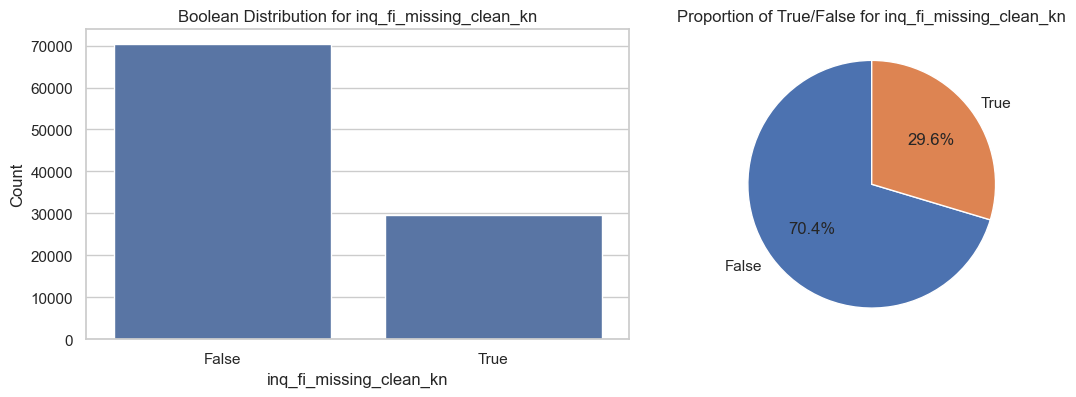 Boolean Distribution for inq_fi_missing_clean_kn
70000
60000
50000
40000
30000
20000
10000
0
Count
False
True
inq_fi_missing_clean_kn
Proportion of True/False for inq_fi_missing_clean_kn
True
29.6%
70.4%
False